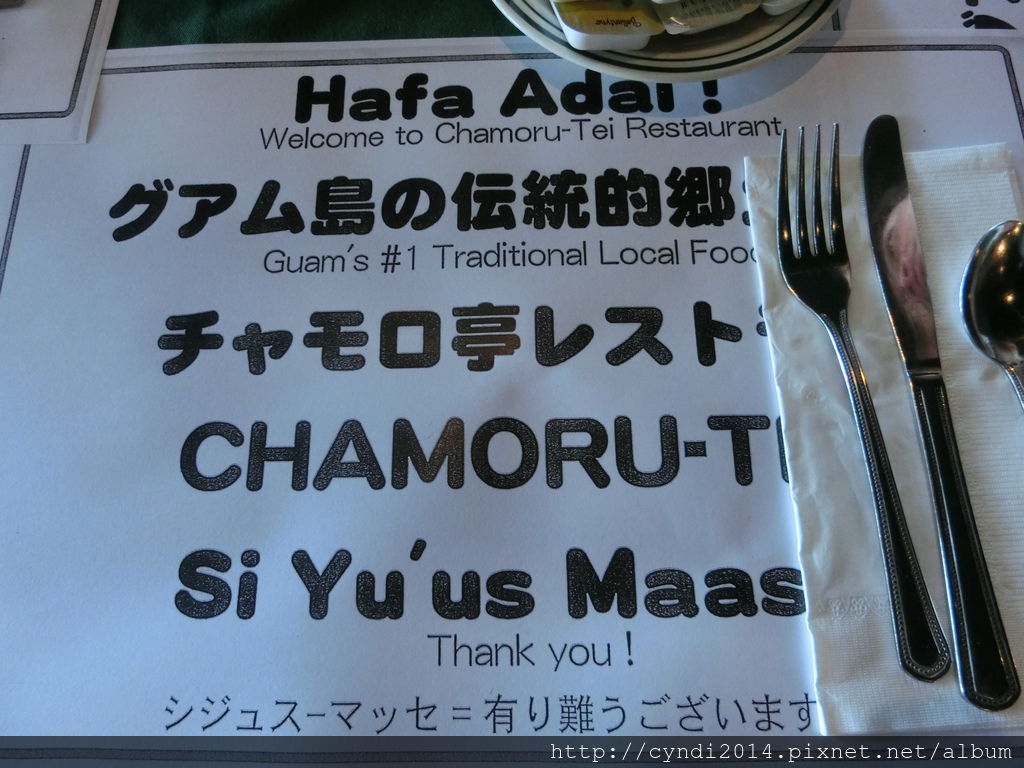 Hafa Adai !
Welcome to Chamoru-Tei Restaurant
グアム島の伝統的郷
Guam's #1 Traditional Local Food
チャモロ亭レスト
CHAMORU-T
Si Yu'us Maas
Thank you !
シジュス-マッセ = 有り難うございます
http://cyndi2014.pixnet.net/album